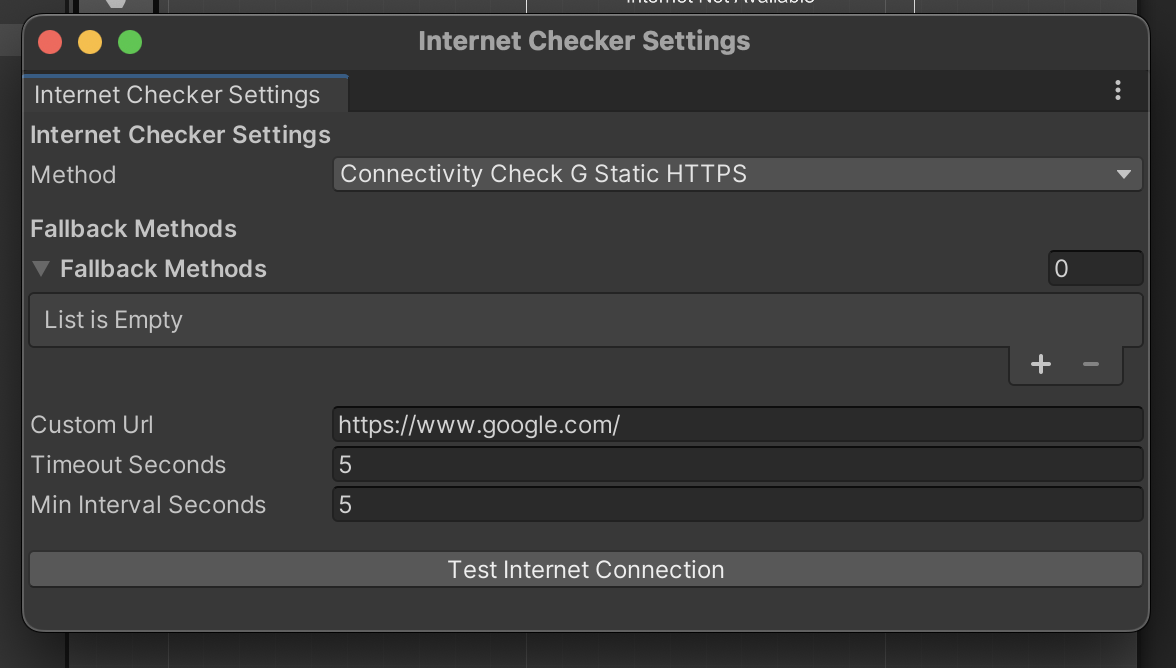 Internet Not Available
Internet Checker Settings
Internet Checker Settings
Internet Checker Settings
Method Connectivity Check G Static HTTPS
Fallback Methods
Fallback Methods 0
List is Empty
Custom Url https://www.google.com/
Timeout Seconds 5
Min Interval Seconds 5
Test Internet Connection